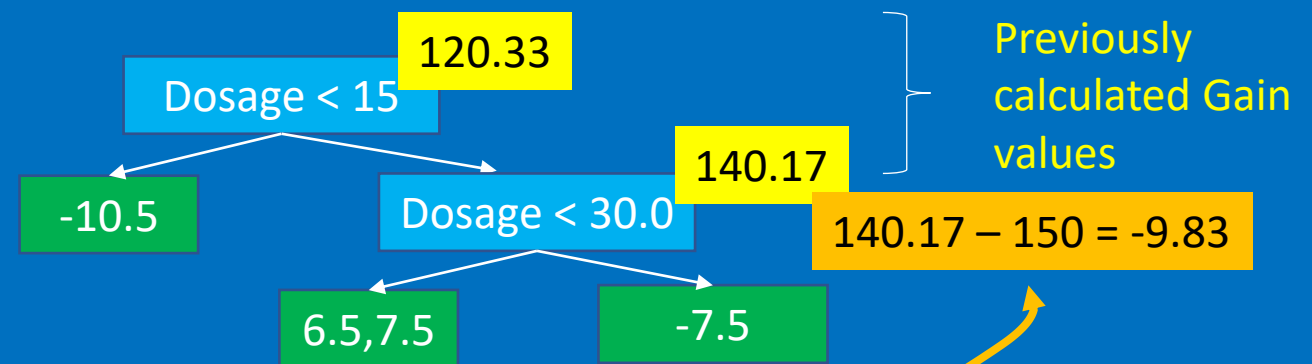 120.33
Dosage < 15
Previously
calculated Gain
values
140.17
-10.5
Dosage < 30.0
140.17 – 150 = -9.83
6.5,7.5
-7.5